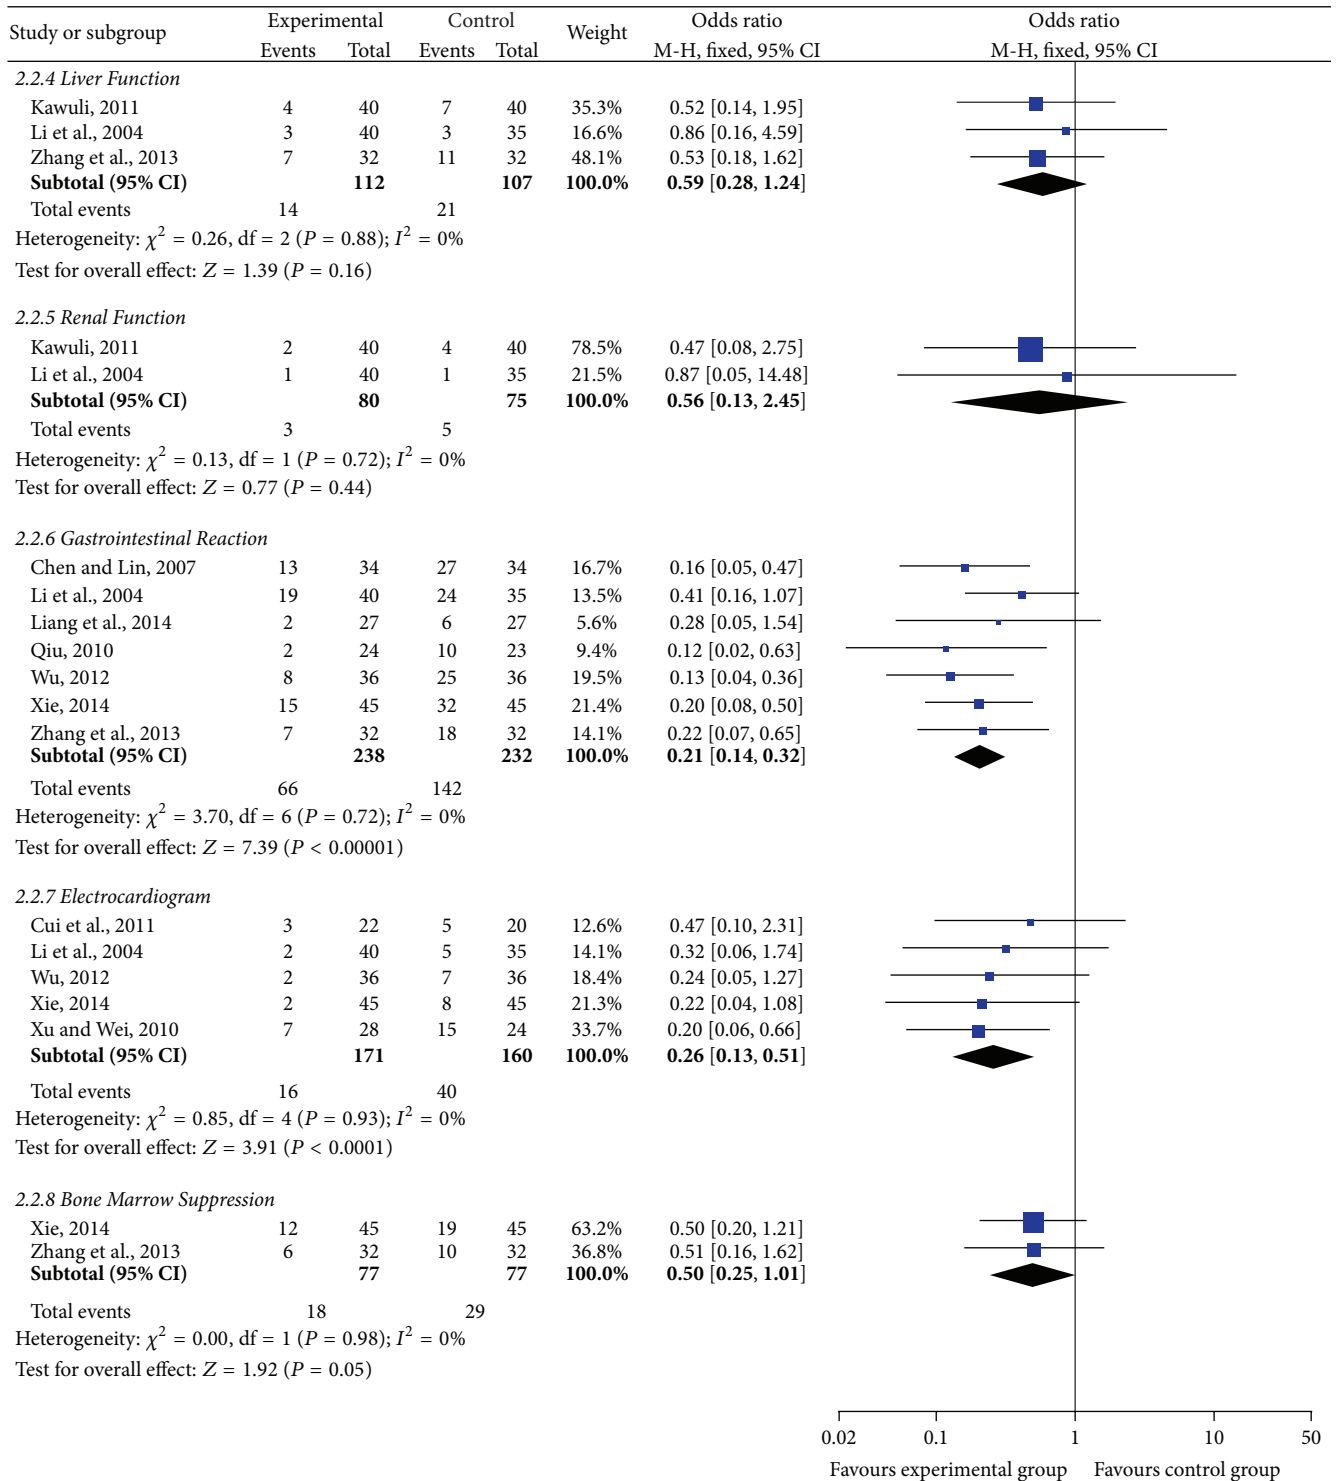 Study or subgroup Experimental Control Weight Odds ratio Odds ratio
Events Total Events Total M-H, fixed, 95% CI M-H, fixed, 95% CI
2.2.4 Liver Function
Kawuli, 2011 4 40 7 40 35.3% 0.52 [0.14, 1.95]
Li et al., 2004 3 40 3 35 16.6% 0.86 [0.16, 4.59]
Zhang et al., 2013 7 32 11 32 48.1% 0.53 [0.18, 1.62]
Subtotal (95% CI) 112 107 100.0% 0.59 [0.28, 1.24]
Total events 14 21
Heterogeneity: χ² = 0.26, df = 2 (P = 0.88); I² = 0%
Test for overall effect: Z = 1.39 (P = 0.16)
2.2.5 Renal Function
Kawuli, 2011 2 40 4 40 78.5% 0.47 [0.08, 2.75]
Li et al., 2004 1 40 1 35 21.5% 0.87 [0.05, 14.48]
Subtotal (95% CI) 80 75 100.0% 0.56 [0.13, 2.45]
Total events 3 5
Heterogeneity: χ² = 0.13, df = 1 (P = 0.72); I² = 0%
Test for overall effect: Z = 0.77 (P = 0.44)
2.2.6 Gastrointestinal Reaction
Chen and Lin, 2007 13 34 27 34 16.7% 0.16 [0.05, 0.47]
Li et al., 2004 19 40 24 35 13.5% 0.41 [0.16, 1.07]
Liang et al., 2014 2 27 6 27 5.6% 0.28 [0.05, 1.54]
Qiu, 2010 2 24 10 23 9.4% 0.12 [0.02, 0.63]
Wu, 2012 8 36 25 36 19.5% 0.13 [0.04, 0.36]
Xie, 2014 15 45 32 45 21.4% 0.20 [0.08, 0.50]
Zhang et al., 2013 7 32 18 32 14.1% 0.22 [0.07, 0.65]
Subtotal (95% CI) 238 232 100.0% 0.21 [0.14, 0.32]
Total events 66 142
Heterogeneity: χ² = 3.70, df = 6 (P = 0.72); I² = 0%
Test for overall effect: Z = 7.39 (P < 0.00001)
2.2.7 Electrocardiogram
Cui et al., 2011 3 22 5 20 12.6% 0.47 [0.10, 2.31]
Li et al., 2004 2 40 5 35 14.1% 0.32 [0.06, 1.74]
Wu, 2012 2 36 7 36 18.4% 0.24 [0.05, 1.27]
Xie, 2014 2 45 8 45 21.3% 0.22 [0.04, 1.08]
Xu and Wei, 2010 7 28 15 24 33.7% 0.20 [0.06, 0.66]
Subtotal (95% CI) 171 160 100.0% 0.26 [0.13, 0.51]
Total events 16 40
Heterogeneity: χ² = 0.85, df = 4 (P = 0.93); I² = 0%
Test for overall effect: Z = 3.91 (P < 0.0001)
2.2.8 Bone Marrow Suppression
Xie, 2014 12 45 19 45 63.2% 0.50 [0.20, 1.21]
Zhang et al., 2013 6 32 10 32 36.8% 0.51 [0.16, 1.62]
Subtotal (95% CI) 77 77 100.0% 0.50 [0.25, 1.01]
Total events 18 29
Heterogeneity: χ² = 0.00, df = 1 (P = 0.98); I² = 0%
Test for overall effect: Z = 1.92 (P = 0.05)
0.02 0.1 1 10 50
Favours experimental group Favours control group